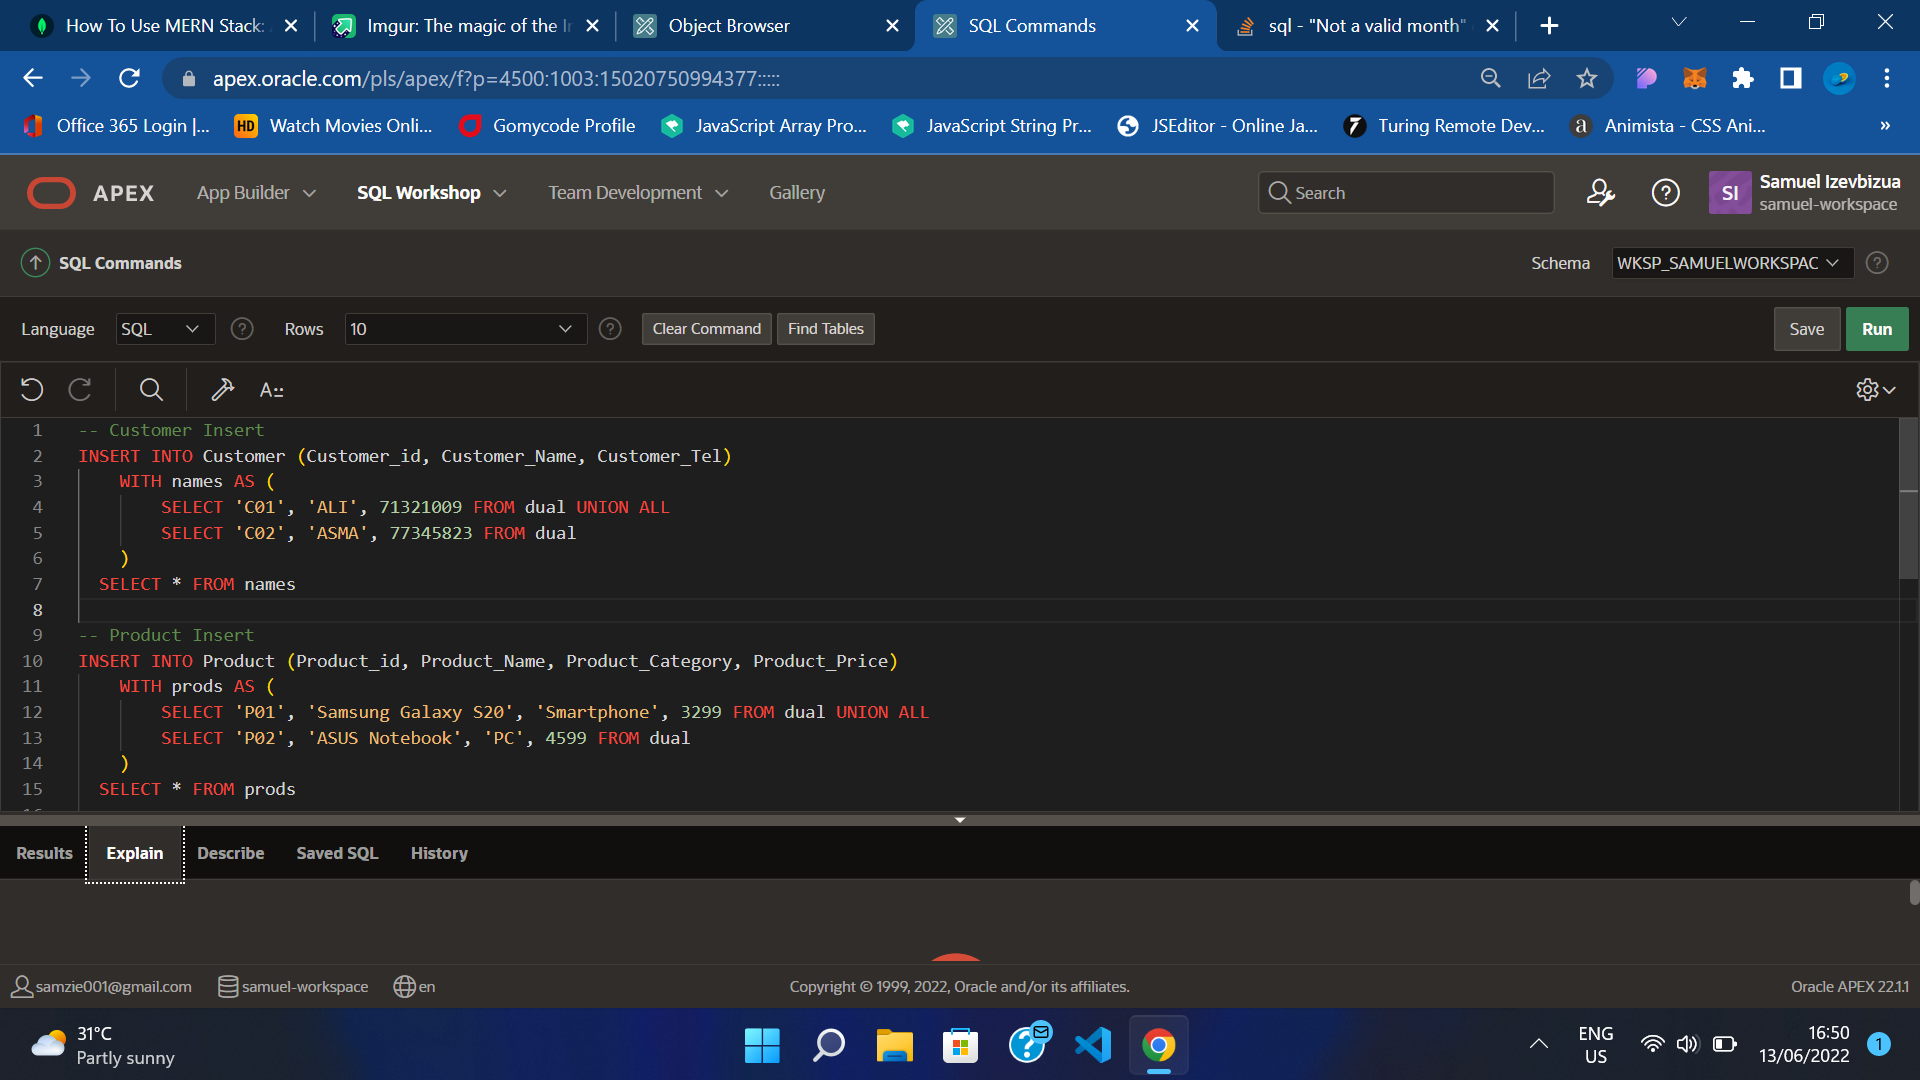 How To Use MERN Stack:
Imgur: The magic of the In
Object Browser
SQL Commands
sql - "Not a valid month"
apex.oracle.com/pls/apex/f?p=4500:1003:15020750994377:::::
Office 365 Login |...
HD
Watch Movies Onli...
Gomycode Profile
JavaScript Array Pro...
JavaScript String Pr...
JSEditor - Online Ja...
Turing Remote Dev...
a
Animista - CSS Ani...
»
APEX
App Builder
SQL Workshop
Team Development
Gallery
Search
SI
Samuel Izevbizua
samuel-workspace
SQL Commands
Schema
WKSP_SAMUELWORKSPAC
Language
SQL
Rows
10
Clear Command
Find Tables
Save
Run
A::
1 -- Customer Insert
2 INSERT INTO Customer (Customer_id, Customer_Name, Customer_Tel)
3 WITH names AS (
4 SELECT 'C01', 'ALI', 71321009 FROM dual UNION ALL
5 SELECT 'C02', 'ASMA', 77345823 FROM dual
6 )
7 SELECT * FROM names
8
9 -- Product Insert
10 INSERT INTO Product (Product_id, Product_Name, Product_Category, Product_Price)
11 WITH prods AS (
12 SELECT 'P01', 'Samsung Galaxy S20', 'Smartphone', 3299 FROM dual UNION ALL
13 SELECT 'P02', 'ASUS Notebook', 'PC', 4599 FROM dual
14 )
15 SELECT * FROM prods
Results
Explain
Describe
Saved SQL
History
samzie001@gmail.com
samuel-workspace
en
Copyright © 1999, 2022, Oracle and/or its affiliates.
Oracle APEX 22.1.1
31°C
Partly sunny
ENG
US
16:50
13/06/2022
1